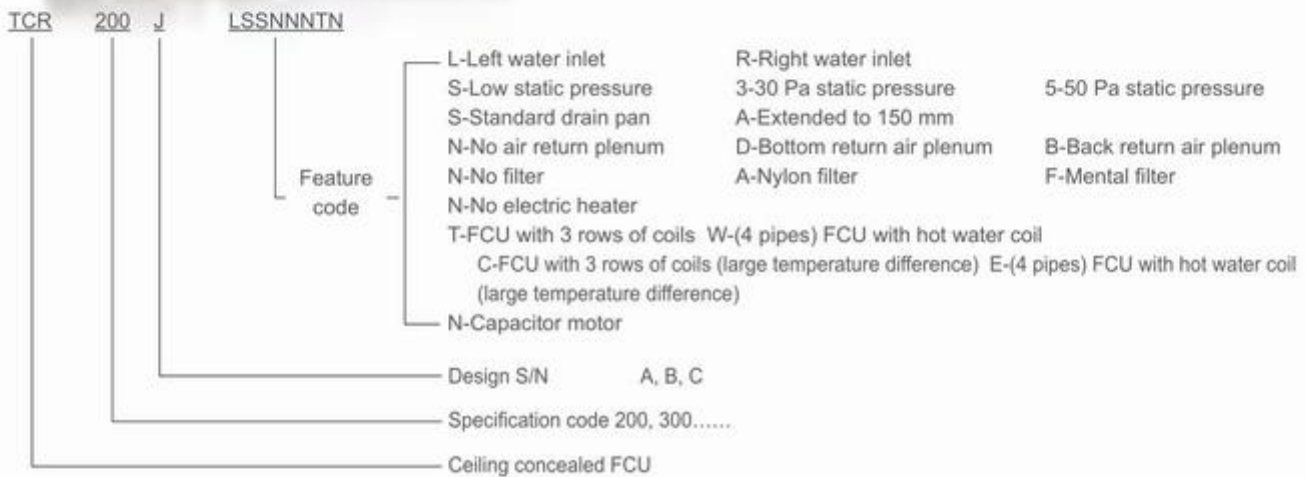 TCR 200 J LSSNNNTN
L-Left water inlet R-Right water inlet
S-Low static pressure 3-30 Pa static pressure 5-50 Pa static pressure
S-Standard drain pan A-Extended to 150 mm
N-No air return plenum D-Bottom return air plenum B-Back return air plenum
Feature code
N-No filter A-Nylon filter F-Mental filter
N-No electric heater
T-FCU with 3 rows of coils W-(4 pipes) FCU with hot water coil
C-FCU with 3 rows of coils (large temperature difference) E-(4 pipes) FCU with hot water coil
(large temperature difference)
N-Capacitor motor
Design S/N A, B, C
Specification code 200, 300......
Ceiling concealed FCU